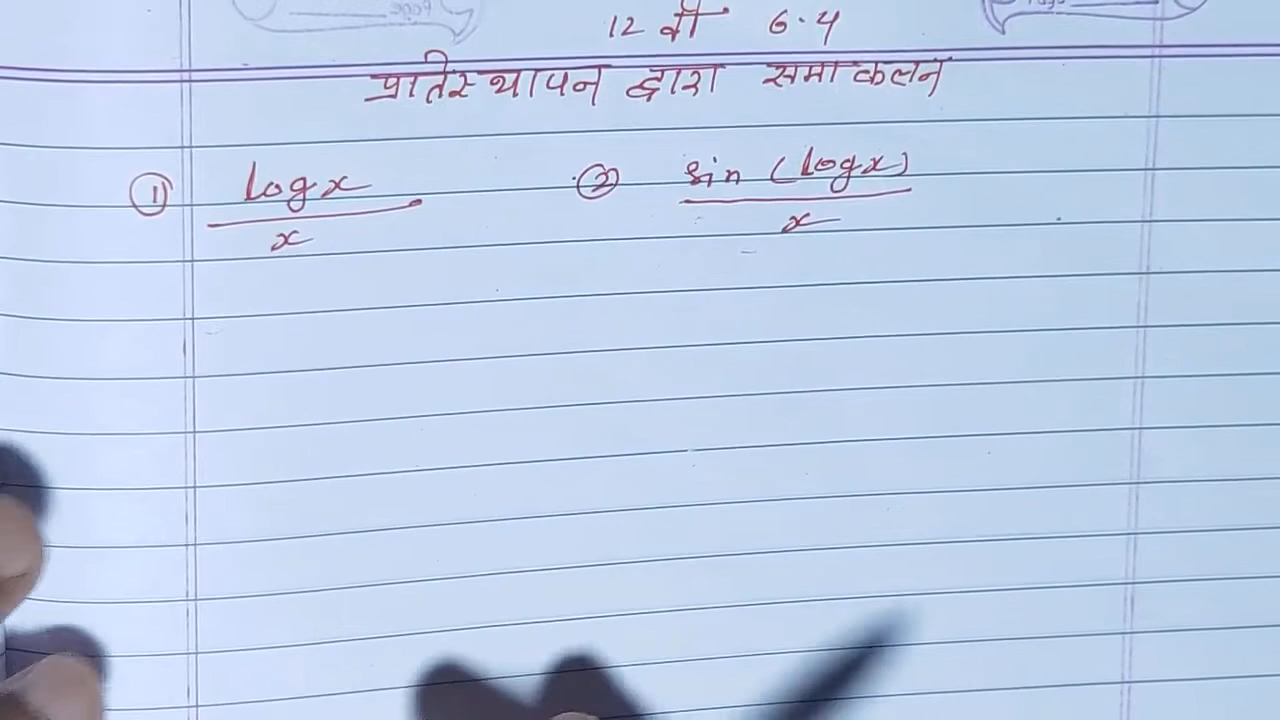 12 वी 6.4
प्रतिस्थापन द्वारा समाकलन
① log x / x ② sin (log x) / x